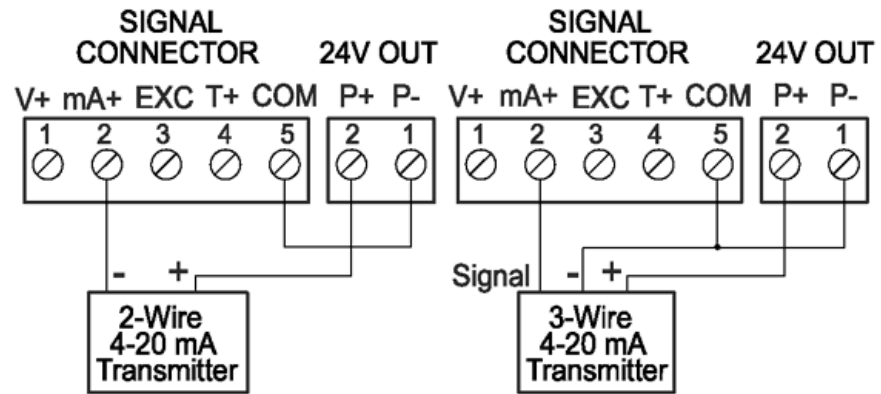 SIGNAL
CONNECTOR
24V OUT
V+ mA+ EXC T+ COM
P+ P-
1 2 3 4 5
2 1
- +
2-Wire
4-20 mA
Transmitter
SIGNAL
CONNECTOR
24V OUT
V+ mA+ EXC T+ COM
P+ P-
1 2 3 4 5
2 1
Signal - +
3-Wire
4-20 mA
Transmitter